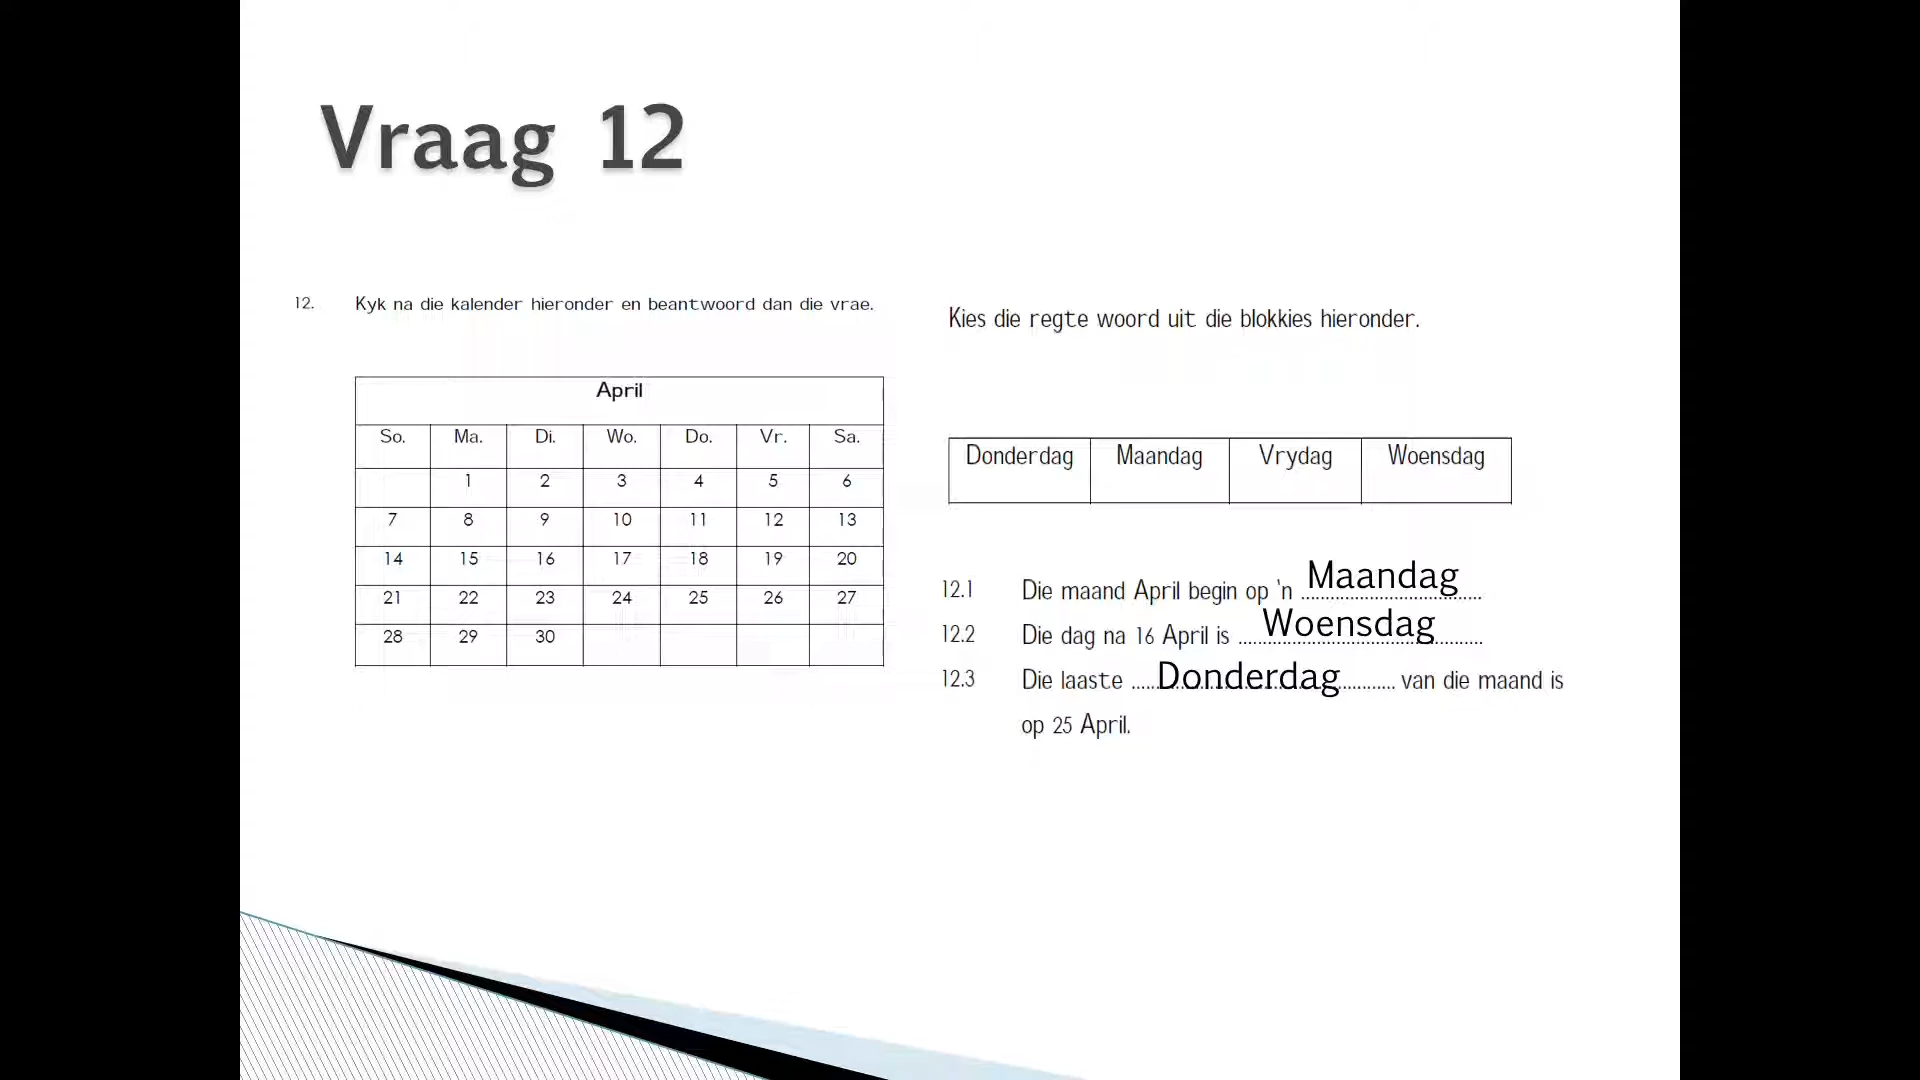 Vraag 12
12. Kyk na die kalender hieronder en beantwoord dan die vrae.
April
So. Ma. Di. Wo. Do. Vr. Sa.
1 2 3 4 5 6
7 8 9 10 11 12 13
14 15 16 17 18 19 20
21 22 23 24 25 26 27
28 29 30
Kies die regte woord uit die blokkies hieronder.
Donderdag Maandag Vrydag Woensdag
12.1 Die maand April begin op 'n Maandag
12.2 Die dag na 16 April is Woensdag
12.3 Die laaste Donderdag van die maand is
op 25 April.